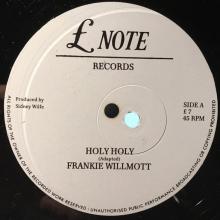 £ NOTE
RECORDS
Produced by
Sidney Wilfe
SIDE A
£ 7
45 RPM
HOLY HOLY
(Adapted)
FRANKIE WILLMOTT
ALL RIGHTS OF THE OWNER OF THE RECORDED WORK RESERVED - UNAUTHORISED PUBLIC PERFORMANCE, BROADCASTING OR COPYING PROHIBITED